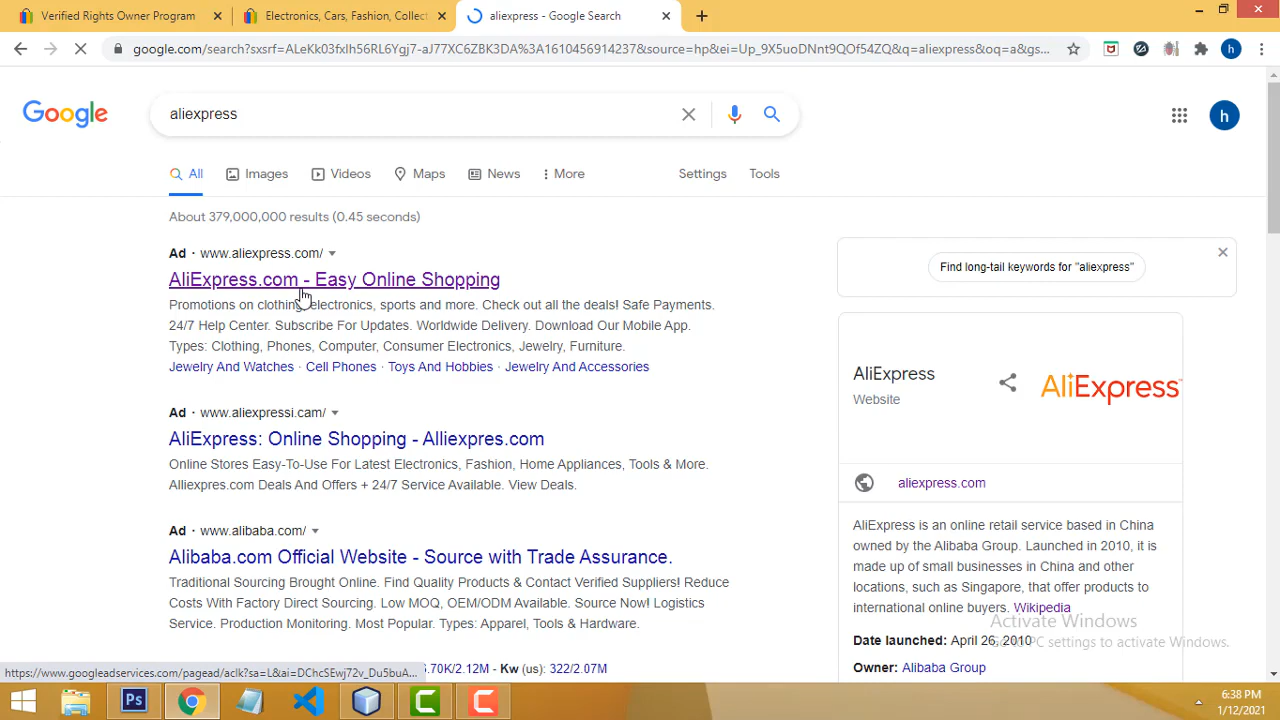 Verified Rights Owner Program
Electronics, Cars, Fashion, Collect
aliexpress - Google Search
google.com/search?sxsrf=ALeKk03fxIh56RL6Ygj7-aJ77XC6ZBK3DA%3A1610456914237&source=hp&ei=Up_9X5uoDNnt9QOf54ZQ&q=aliexpress&oq=a&gs...
h
Google
aliexpress
h
All
Images
Videos
Maps
News
More
Settings
Tools
About 379,000,000 results (0.45 seconds)
Ad · www.aliexpress.com/
AliExpress.com - Easy Online Shopping
Promotions on clothing, electronics, sports and more. Check out all the deals! Safe Payments.
24/7 Help Center. Subscribe For Updates. Worldwide Delivery. Download Our Mobile App.
Types: Clothing, Phones, Computer, Consumer Electronics, Jewelry, Furniture.
Jewelry And Watches · Cell Phones · Toys And Hobbies · Jewelry And Accessories
Ad · www.aliexpressi.cam/
AliExpress: Online Shopping - Alliexpres.com
Online Stores Easy-To-Use For Latest Electronics, Fashion, Home Appliances, Tools & More.
Alliexpres.com Deals And Offers + 24/7 Service Available. View Deals.
Ad · www.alibaba.com/
Alibaba.com Official Website - Source with Trade Assurance.
Traditional Sourcing Brought Online. Find Quality Products & Contact Verified Suppliers! Reduce
Costs With Factory Direct Sourcing. Low MOQ, OEM/ODM Available. Source Now! Logistics
Service. Production Monitoring. Most Popular. Types: Apparel, Tools & Hardware.
.70K/2.12M - Kw (us): 322/2.07M
https://www.googleadservices.com/pagead/aclk?sa=L&ai=DChcSEwj72v_Du5buA...
Find long-tail keywords for "aliexpress"
AliExpress
Website
AliExpress
aliexpress.com
AliExpress is an online retail service based in China
owned by the Alibaba Group. Launched in 2010, it is
made up of small businesses in China and other
locations, such as Singapore, that offer products to
international online buyers. Wikipedia
Activate Windows
Date launched: April 26, 2010
Go to PC settings to activate Windows.
Owner: Alibaba Group
Ps
C
C
6:38 PM
1/12/2021